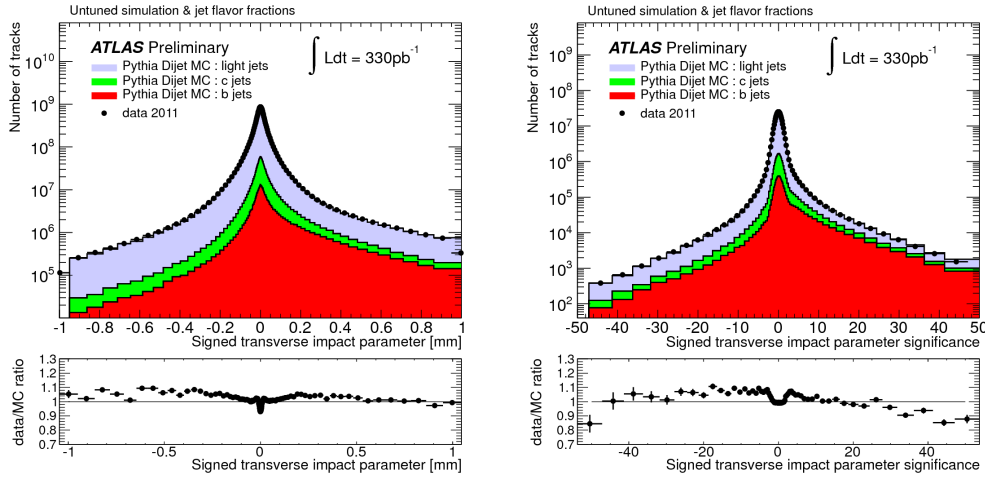 Untuned simulation & jet flavor fractions
Number of tracks
ATLAS Preliminary
∫ Ldt = 330pb⁻¹
Pythia Dijet MC : light jets
Pythia Dijet MC : c jets
Pythia Dijet MC : b jets
data 2011
10¹⁰
10⁹
10⁸
10⁷
10⁶
10⁵
-1 -0.8 -0.6 -0.4 -0.2 0 0.2 0.4 0.6 0.8 1
Signed transverse impact parameter [mm]
data/MC ratio
1.3
1.2
1.1
1
0.9
0.8
0.7
-1 -0.5 0 0.5 1
Signed transverse impact parameter [mm]
Untuned simulation & jet flavor fractions
Number of tracks
ATLAS Preliminary
∫ Ldt = 330pb⁻¹
Pythia Dijet MC : light jets
Pythia Dijet MC : c jets
Pythia Dijet MC : b jets
data 2011
10⁹
10⁸
10⁷
10⁶
10⁵
10⁴
10³
10²
-50 -40 -30 -20 -10 0 10 20 30 40 50
Signed transverse impact parameter significance
data/MC ratio
1.3
1.2
1.1
1
0.9
0.8
0.7
-40 -20 0 20 40
Signed transverse impact parameter significance